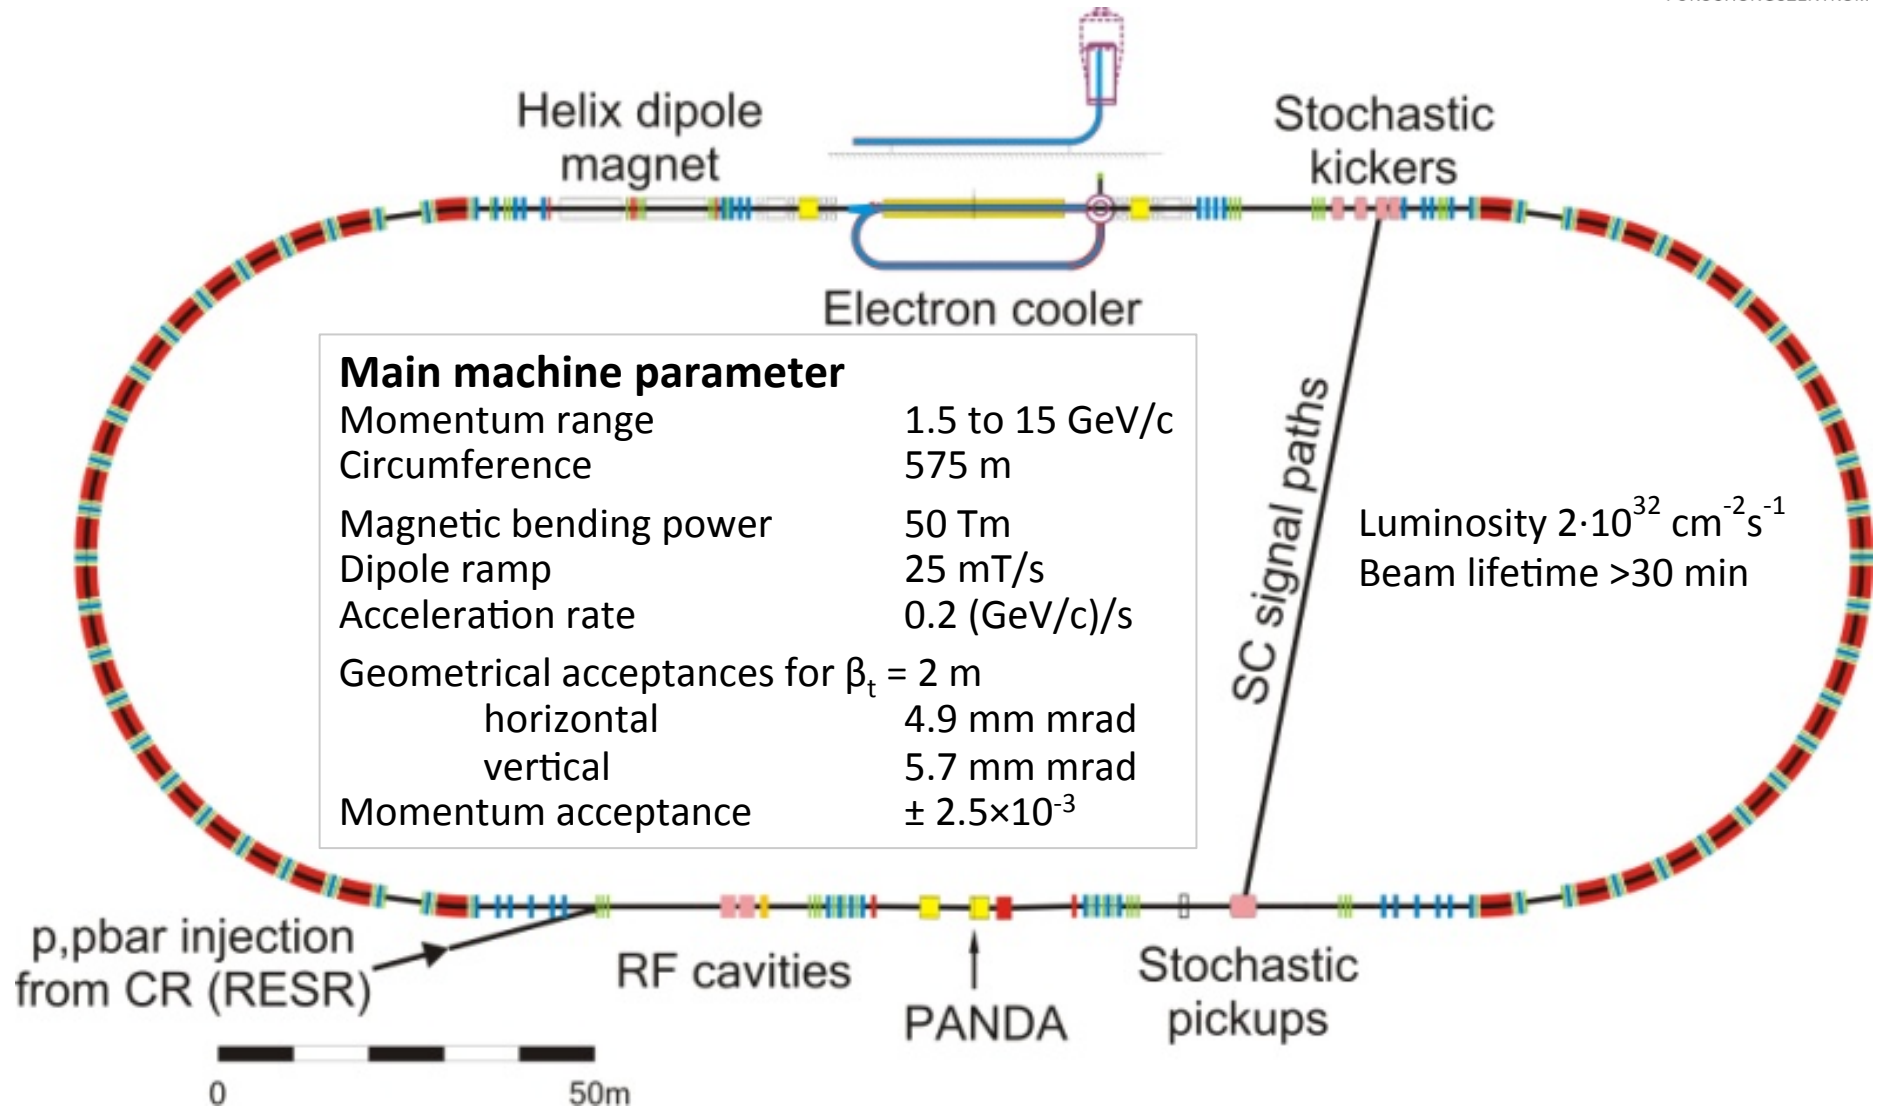 Helix dipole
magnet
Stochastic
kickers
Electron cooler
Main machine parameter
Momentum range 1.5 to 15 GeV/c
Circumference 575 m
Magnetic bending power 50 Tm
Dipole ramp 25 mT/s
Acceleration rate 0.2 (GeV/c)/s
Geometrical acceptances for βt = 2 m
horizontal 4.9 mm mrad
vertical 5.7 mm mrad
Momentum acceptance ± 2.5×10⁻³
SC signal paths
Luminosity 2·10³² cm⁻²s⁻¹
Beam lifetime >30 min
p,pbar injection
from CR (RESR)
RF cavities
PANDA
Stochastic
pickups
0 50m